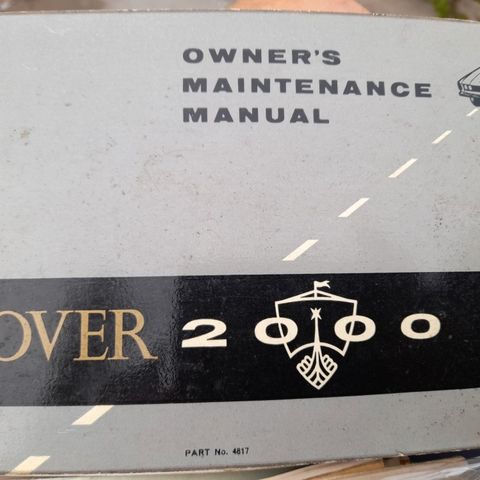 OWNER'S
MAINTENANCE
MANUAL
OVER 2000
PART No. 4817